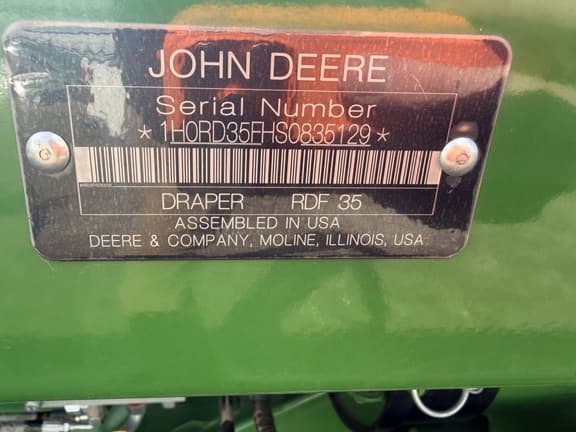 JOHN DEERE
Serial Number
*1H0RD35FHS0835129*
DRAPER RDF 35
ASSEMBLED IN USA
DEERE & COMPANY, MOLINE, ILLINOIS, USA